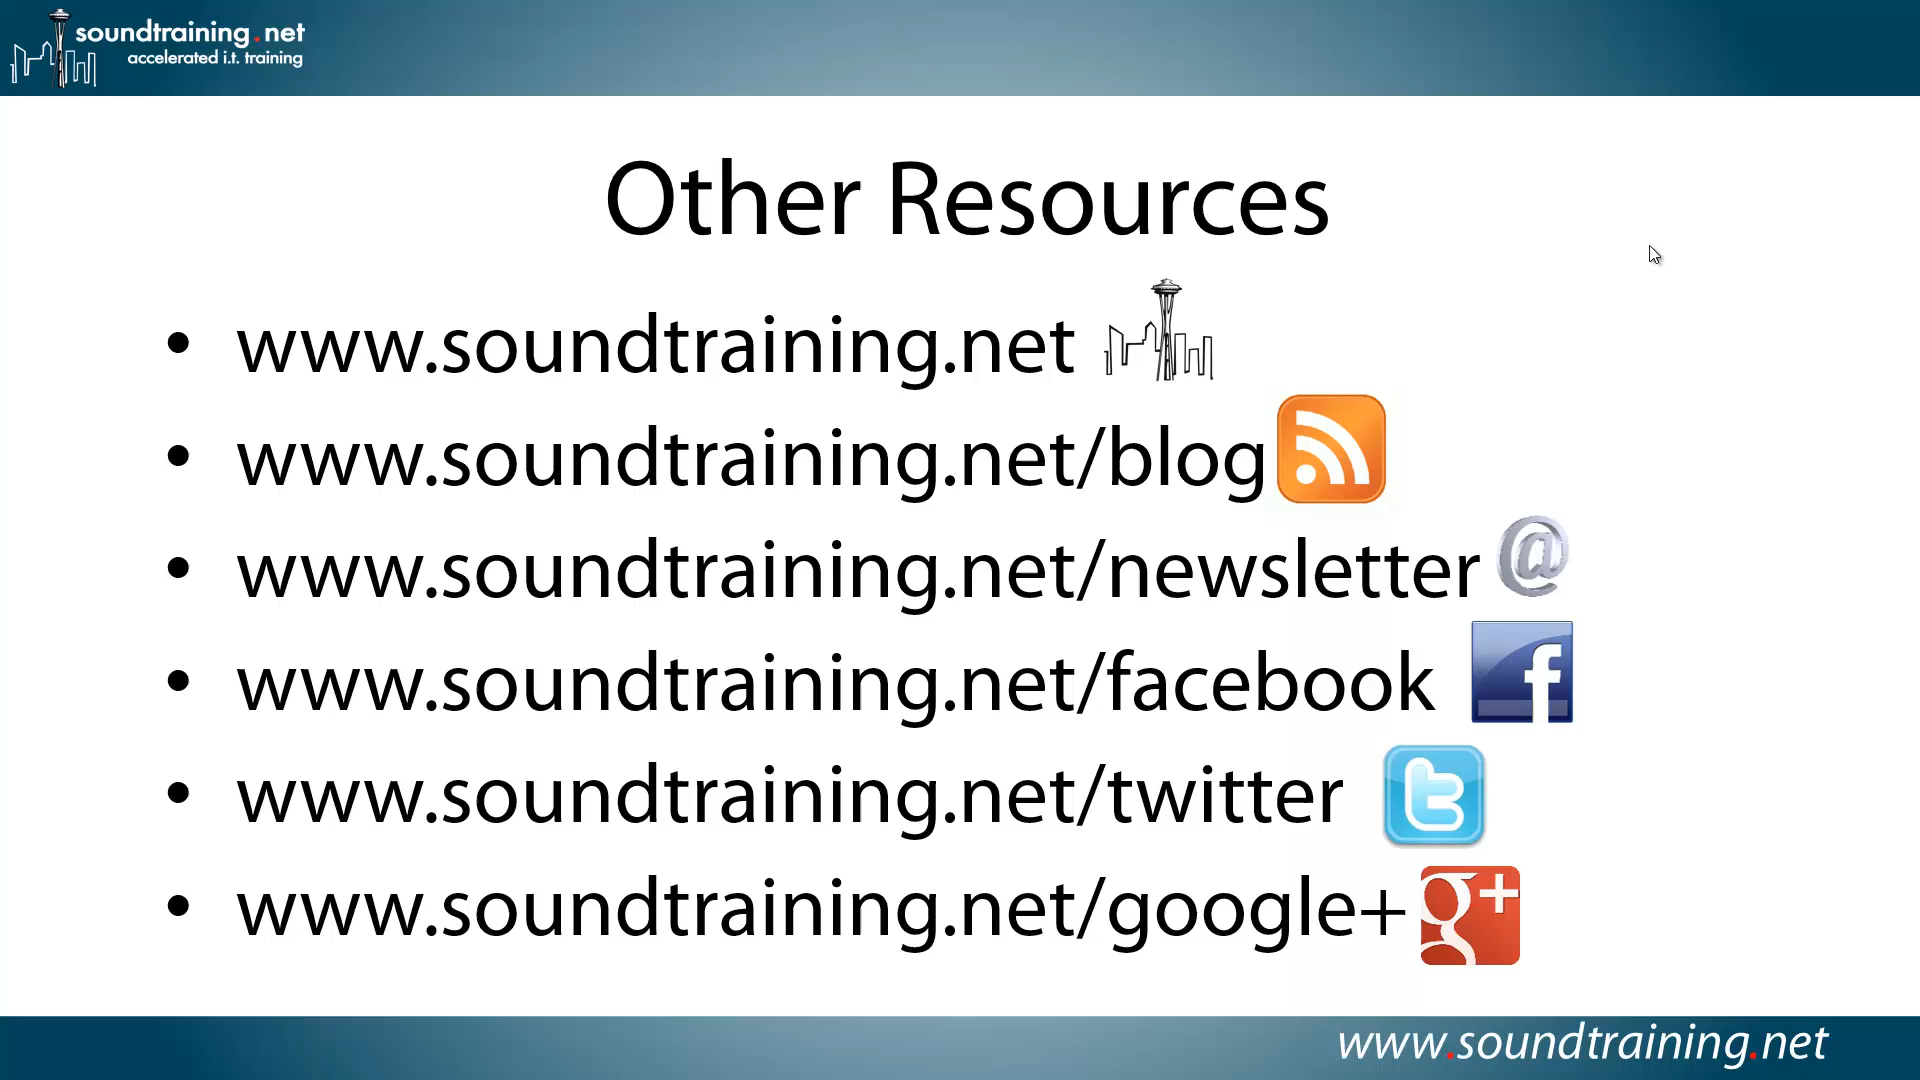 soundtraining.net
accelerated i.t. training
Other Resources
• www.soundtraining.net
• www.soundtraining.net/blog
• www.soundtraining.net/newsletter
• www.soundtraining.net/facebook
• www.soundtraining.net/twitter
• www.soundtraining.net/google+
www.soundtraining.net